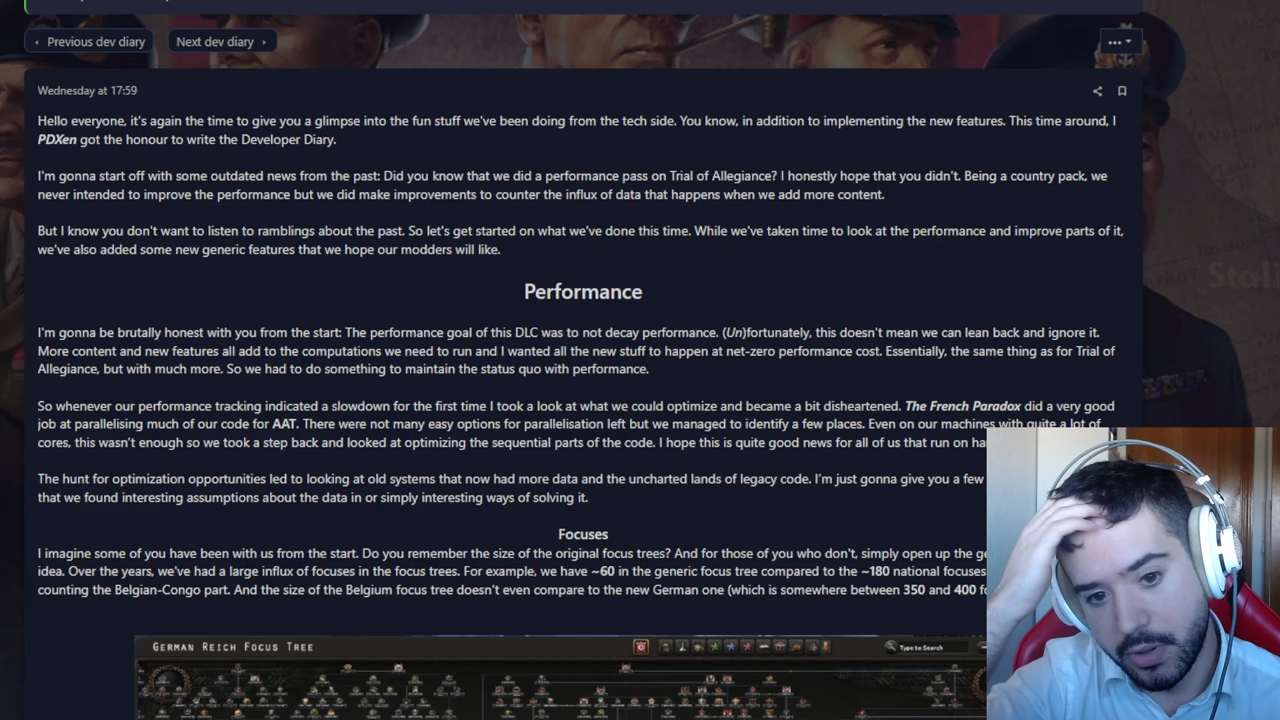 Previous dev diary
Next dev diary
Wednesday at 17:59
Hello everyone, it's again the time to give you a glimpse into the fun stuff we've been doing from the tech side. You know, in addition to implementing the new features. This time around, I
PDXen got the honour to write the Developer Diary.
I'm gonna start off with some outdated news from the past: Did you know that we did a performance pass on Trial of Allegiance? I honestly hope that you didn't. Being a country pack, we
never intended to improve the performance but we did make improvements to counter the influx of data that happens when we add more content.
But I know you don't want to listen to ramblings about the past. So let's get started on what we've done this time. While we've taken time to look at the performance and improve parts of it,
we've also added some new generic features that we hope our modders will like.
Performance
I'm gonna be brutally honest with you from the start: The performance goal of this DLC was to not decay performance. (Un)fortunately, this doesn't mean we can lean back and ignore it.
More content and new features all add to the computations we need to run and I wanted all the new stuff to happen at net-zero performance cost. Essentially, the same thing as for Trial of
Allegiance, but with much more. So we had to do something to maintain the status quo with performance.
So whenever our performance tracking indicated a slowdown for the first time I took a look at what we could optimize and became a bit disheartened. The French Paradox did a very good
job at parallelising much of our code for AAT. There were not many easy options for parallelisation left but we managed to identify a few places. Even on our machines with quite a lot of
cores, this wasn't enough so we took a step back and looked at optimizing the sequential parts of the code. I hope this is quite good news for all of us that run on
The hunt for optimization opportunities led to looking at old systems that now had more data and the uncharted lands of legacy code. I'm just gonna give you a few
that we found interesting assumptions about the data in or simply interesting ways of solving it.
Focuses
I imagine some of you have been with us from the start. Do you remember the size of the original focus trees? And for those of you who don't, simply open up the
idea. Over the years, we've had a large influx of focuses in the focus trees. For example, we have ~60 in the generic focus tree compared to the ~180 national focuses
counting the Belgian-Congo part. And the size of the Belgium focus tree doesn't even compare to the new German one (which is somewhere between 350 and 400
German Reich Focus Tree
Type to Search